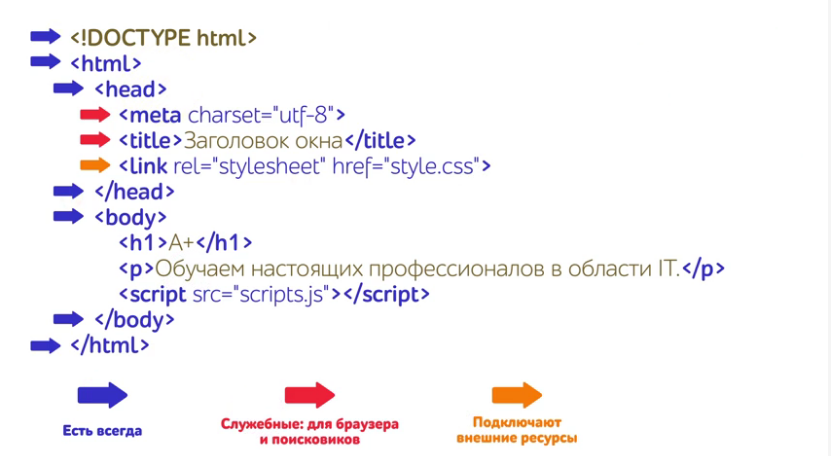 <!DOCTYPE html>
<html>
<head>
<meta charset="utf-8">
<title>Заголовок окна</title>
<link rel="stylesheet" href="style.css">
</head>
<body>
<h1>A+</h1>
<p>Обучаем настоящих профессионалов в области IT.</p>
<script src="scripts.js"></script>
</body>
</html>
Есть всегда
Служебные: для браузера
и поисковиков
Подключают
внешние ресурсы